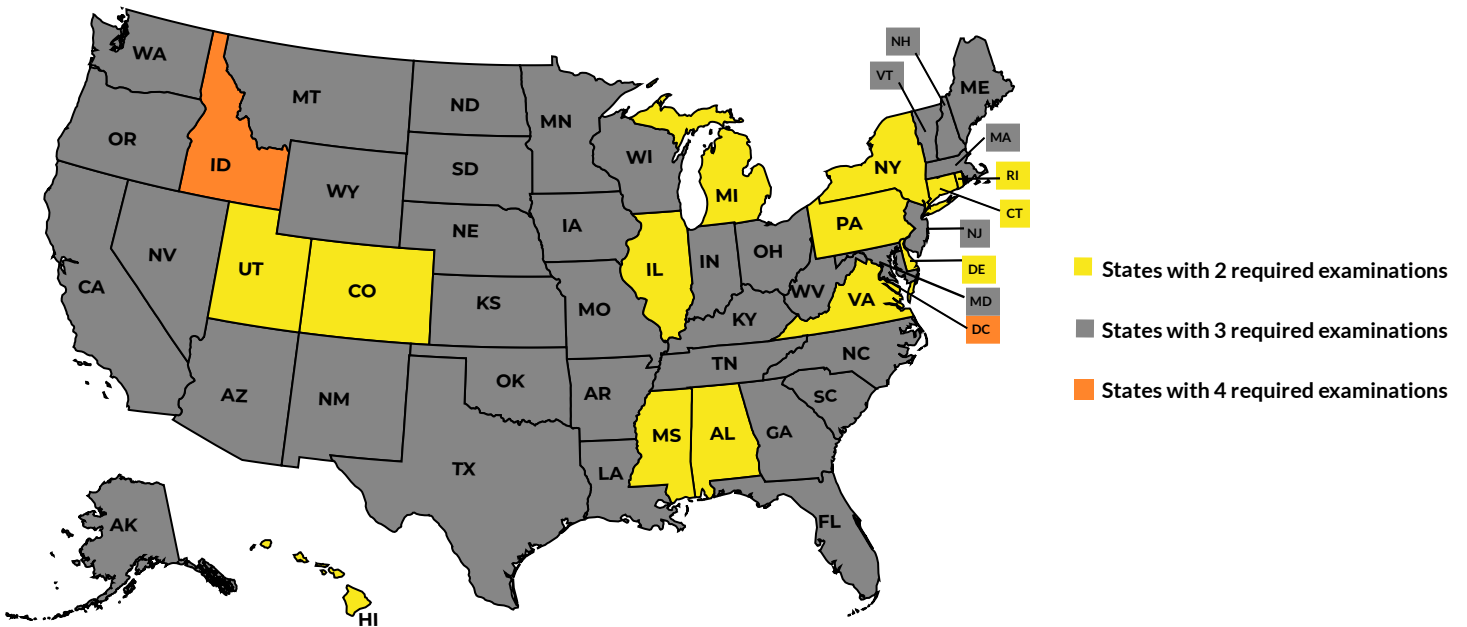 WA
MT
ND
MN
OR
ID
SD
WI
WY
NH
VT
ME
MA
NY
RI
MI
CT
PA
NJ
NE
IA
NV
UT
CO
IL
IN
OH
DE
MD
DC
CA
KS
MO
WV
VA
KY
AZ
NM
OK
AR
TN
NC
SC
MS
AL
GA
TX
LA
AK
FL
HI
States with 2 required examinations
States with 3 required examinations
States with 4 required examinations